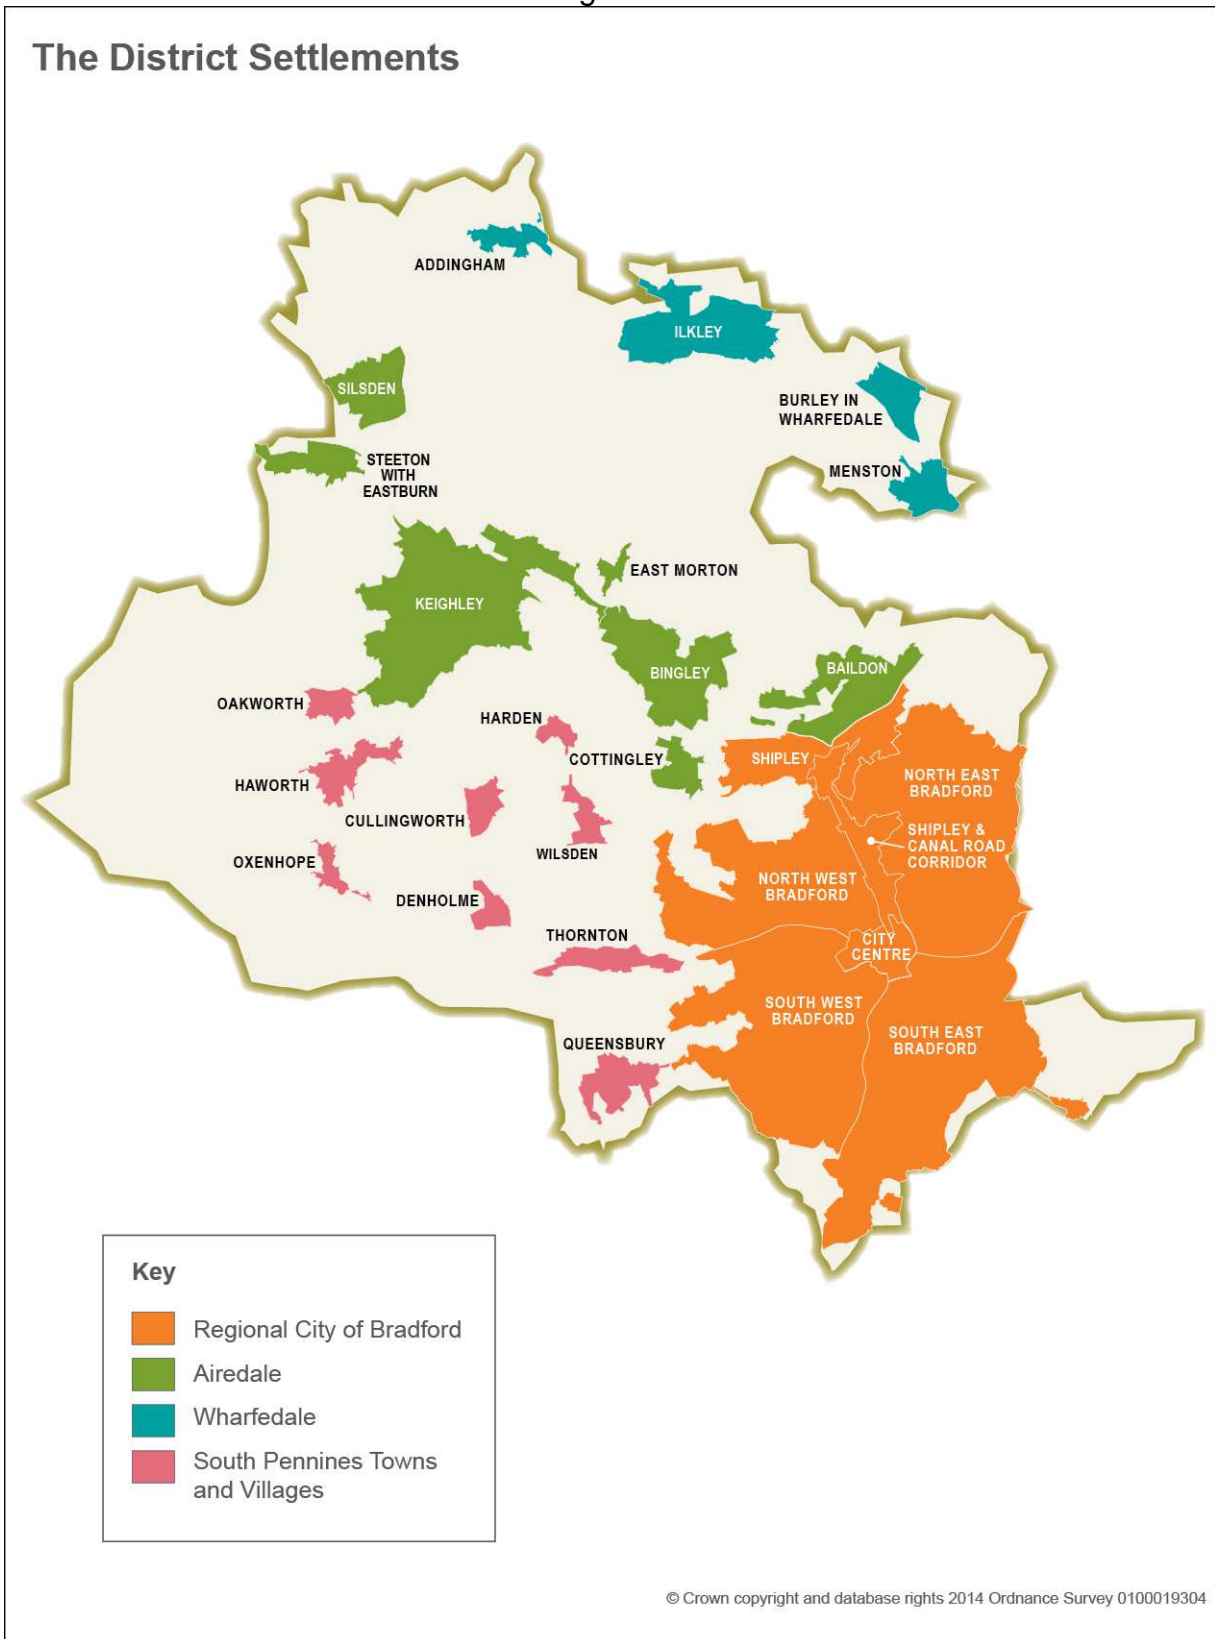 The District Settlements
ADDINGHAM
ILKLEY
SILSDEN
BURLEY IN
WHARFEDALE
STEETON
WITH
EASTBURN
MENSTON
EAST MORTON
KEIGHLEY
BINGLEY
BAILDON
OAKWORTH
HARDEN
COTTINGLEY
SHIPLEY
HAWORTH
NORTH EAST
BRADFORD
CULLINGWORTH
SHIPLEY &
CANAL ROAD
CORRIDOR
WILSDEN
OXENHOPE
NORTH WEST
BRADFORD
DENHOLME
THORNTON
CITY
CENTRE
SOUTH WEST
BRADFORD
SOUTH EAST
BRADFORD
QUEENSBURY
Key
Regional City of Bradford
Airedale
Wharfedale
South Pennines Towns
and Villages
© Crown copyright and database rights 2014 Ordnance Survey 0100019304